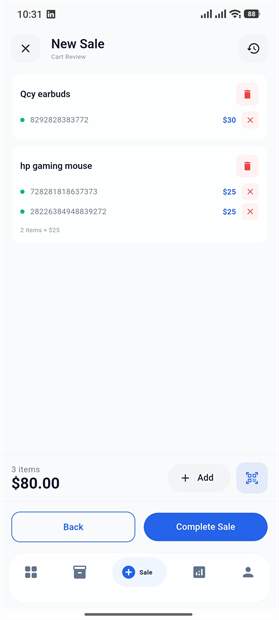 10:31
88
New Sale
Cart Review
Qcy earbuds
8292828383772 $30
hp gaming mouse
728281818637373 $25
28226384948839272 $25
2 items × $25
3 items
$80.00
Add
Back
Complete Sale
Sale